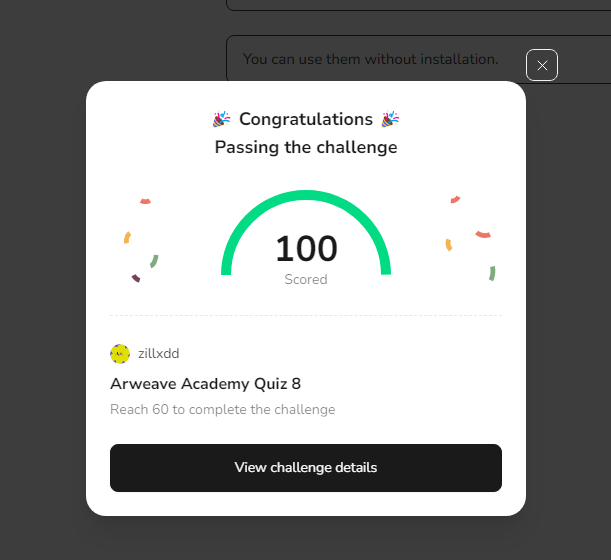 You can use them without installation.
Congratulations
Passing the challenge
100
Scored
zillxdd
Arweave Academy Quiz 8
Reach 60 to complete the challenge
View challenge details